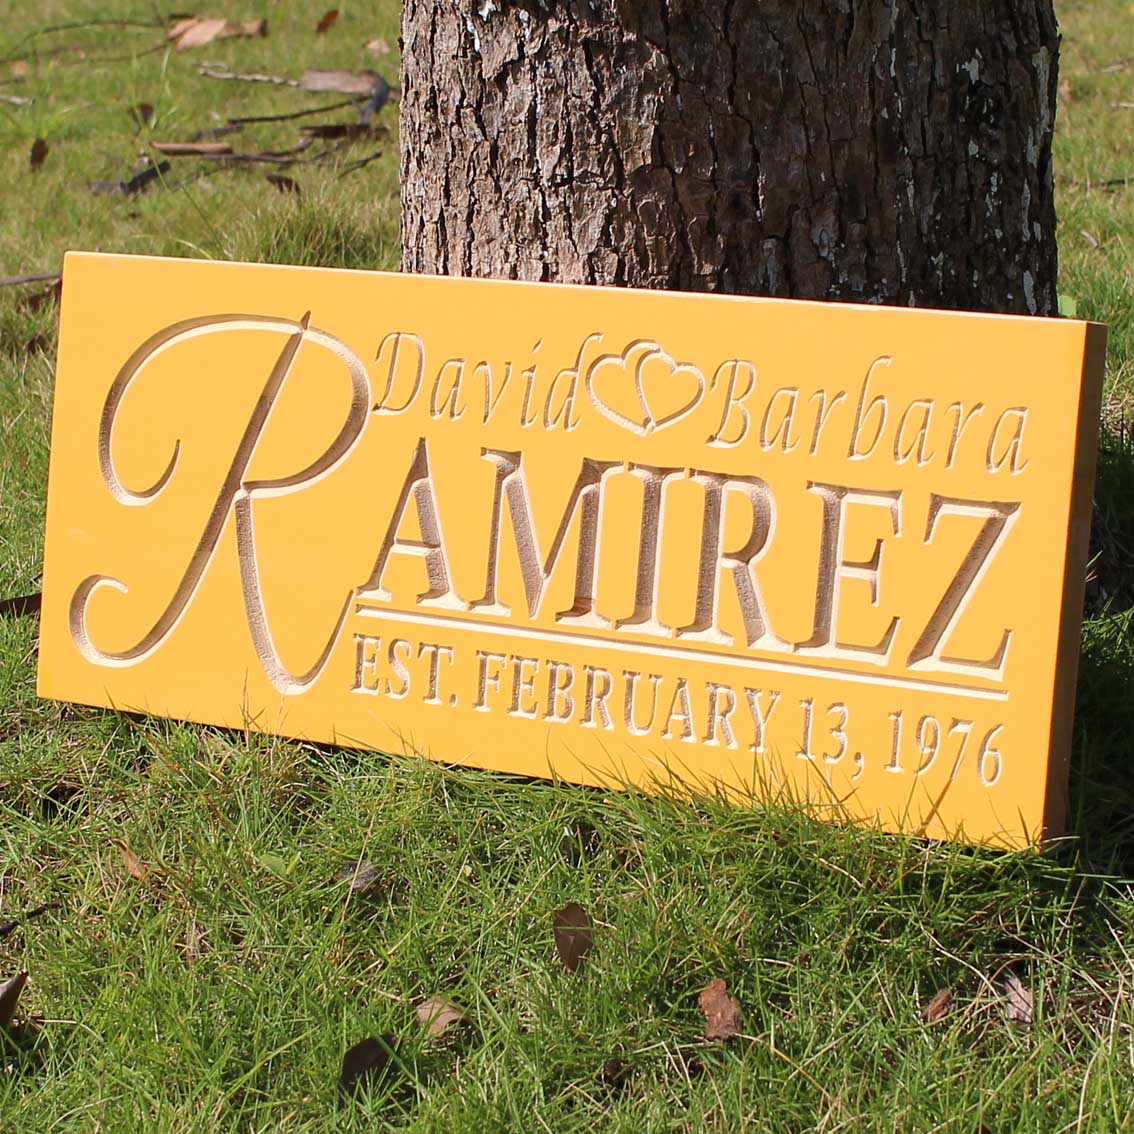 David Barbara
RAMIREZ
EST. FEBRUARY 13, 1976